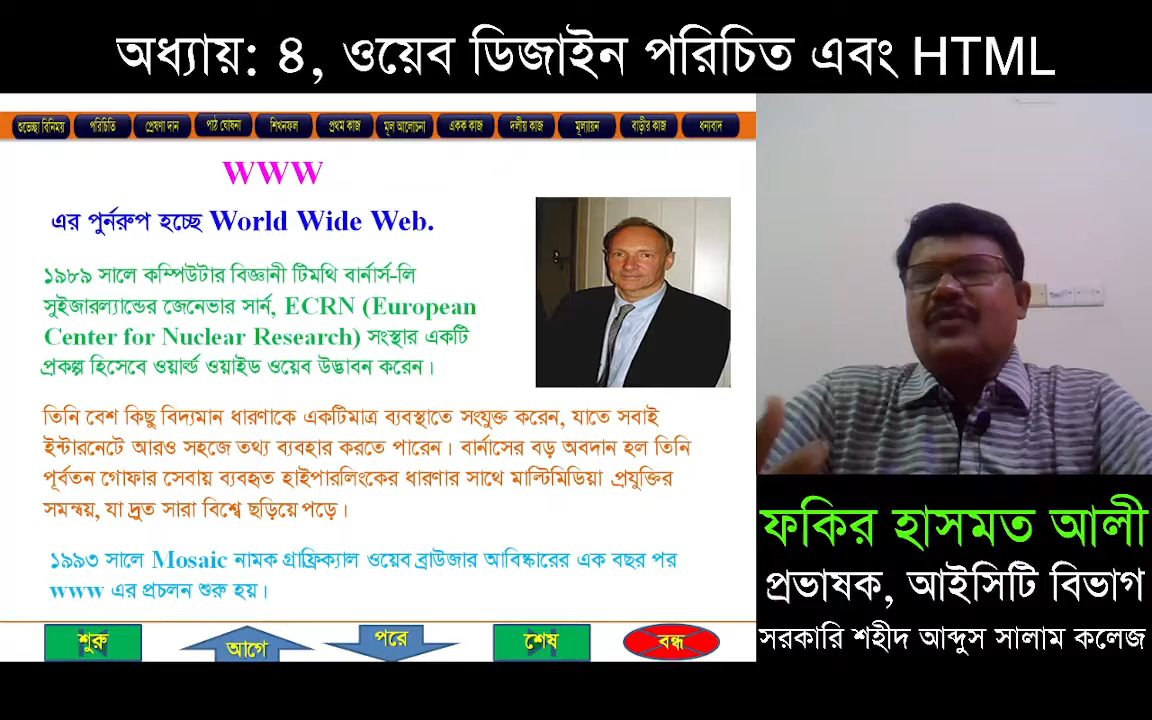 অধ্যায়: ৪, ওয়েব ডিজাইন পরিচিত এবং HTML
শুভেচ্ছা বিনিময় পরিচিতি প্রেষণা দান পাঠ ঘোষনা শিখনফল প্রথম কাজ মূল আলোচনা একক কাজ দলীয় কাজ মূল্যায়ন বাড়ীর কাজ ধন্যবাদ
WWW
এর পুর্নরুপ হচ্ছে World Wide Web.
১৯৮৯ সালে কম্পিউটার বিজ্ঞানী টিমথি বার্নার্স-লি
সুইজারল্যান্ডের জেনেভার সার্ন, ECRN (European
Center for Nuclear Research) সংস্থার একটি
প্রকল্প হিসেবে ওয়ার্ল্ড ওয়াইড ওয়েব উদ্ভাবন করেন।
তিনি বেশ কিছু বিদ্যমান ধারণাকে একটিমাত্র ব্যবস্থাতে সংযুক্ত করেন, যাতে সবাই
ইন্টারনেটে আরও সহজে তথ্য ব্যবহার করতে পারেন। বার্নাসের বড় অবদান হল তিনি
পূর্বতন গোফার সেবায় ব্যবহৃত হাইপারলিংকের ধারণার সাথে মাল্টিমিডিয়া প্রযুক্তির
সমন্বয়, যা দ্রুত সারা বিশ্বে ছড়িয়ে পড়ে।
১৯৯৩ সালে Mosaic নামক গ্রাফিক্যাল ওয়েব ব্রাউজার আবিষ্কারের এক বছর পর
www এর প্রচলন শুরু হয়।
শুরু আগে পরে শেষ বন্ধ
ফকির হাসমত আলী
প্রভাষক, আইসিটি বিভাগ
সরকারি শহীদ আব্দুস সালাম কলেজ